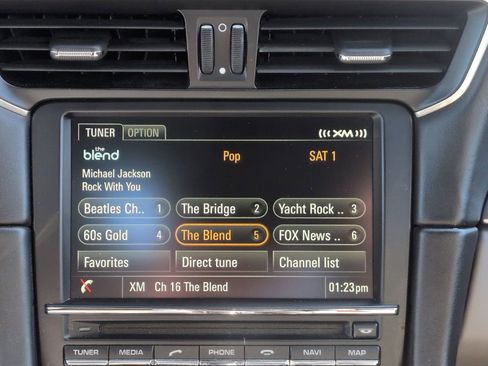 TUNER OPTION XM
the
blend Pop SAT 1
Michael Jackson
Rock With You
Beatles Ch.. 1 The Bridge 2 Yacht Rock .. 3
60s Gold 4 The Blend 5 FOX News .. 6
Favorites Direct tune Channel list
XM Ch 16 The Blend 01:23pm
TUNER MEDIA PHONE NAVI MAP